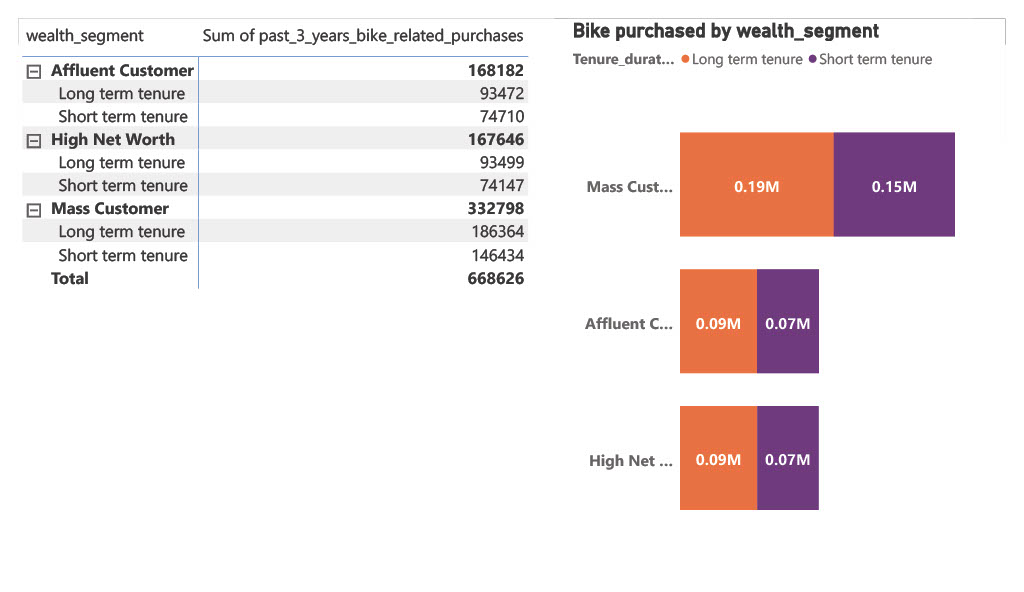 wealth_segment Sum of past_3_years_bike_related_purchases
Affluent Customer 168182
Long term tenure 93472
Short term tenure 74710
High Net Worth 167646
Long term tenure 93499
Short term tenure 74147
Mass Customer 332798
Long term tenure 186364
Short term tenure 146434
Total 668626
Bike purchased by wealth_segment
Tenure_durat... Long term tenure Short term tenure
Mass Cust... 0.19M 0.15M
Affluent C... 0.09M 0.07M
High Net ... 0.09M 0.07M